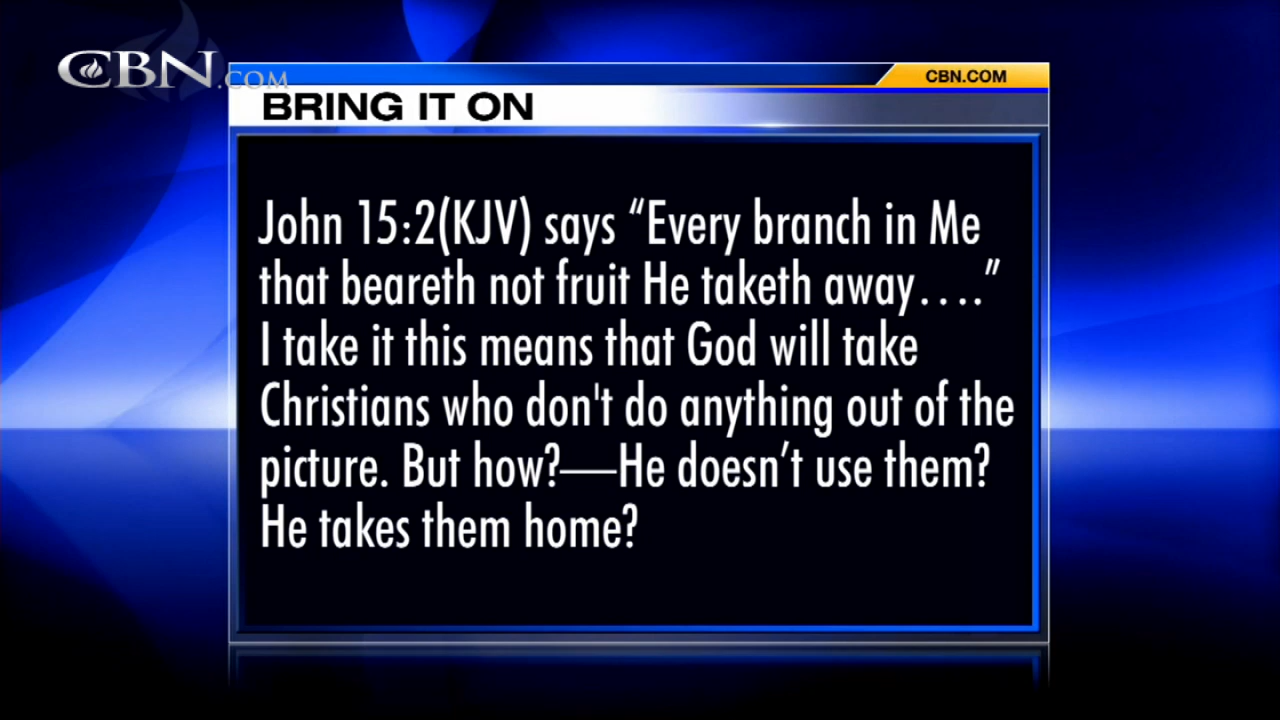 CBN.COM
CBN.COM
BRING IT ON
John 15:2(KJV) says “Every branch in Me
that beareth not fruit He taketh away….”
I take it this means that God will take
Christians who don't do anything out of the
picture. But how?—He doesn’t use them?
He takes them home?